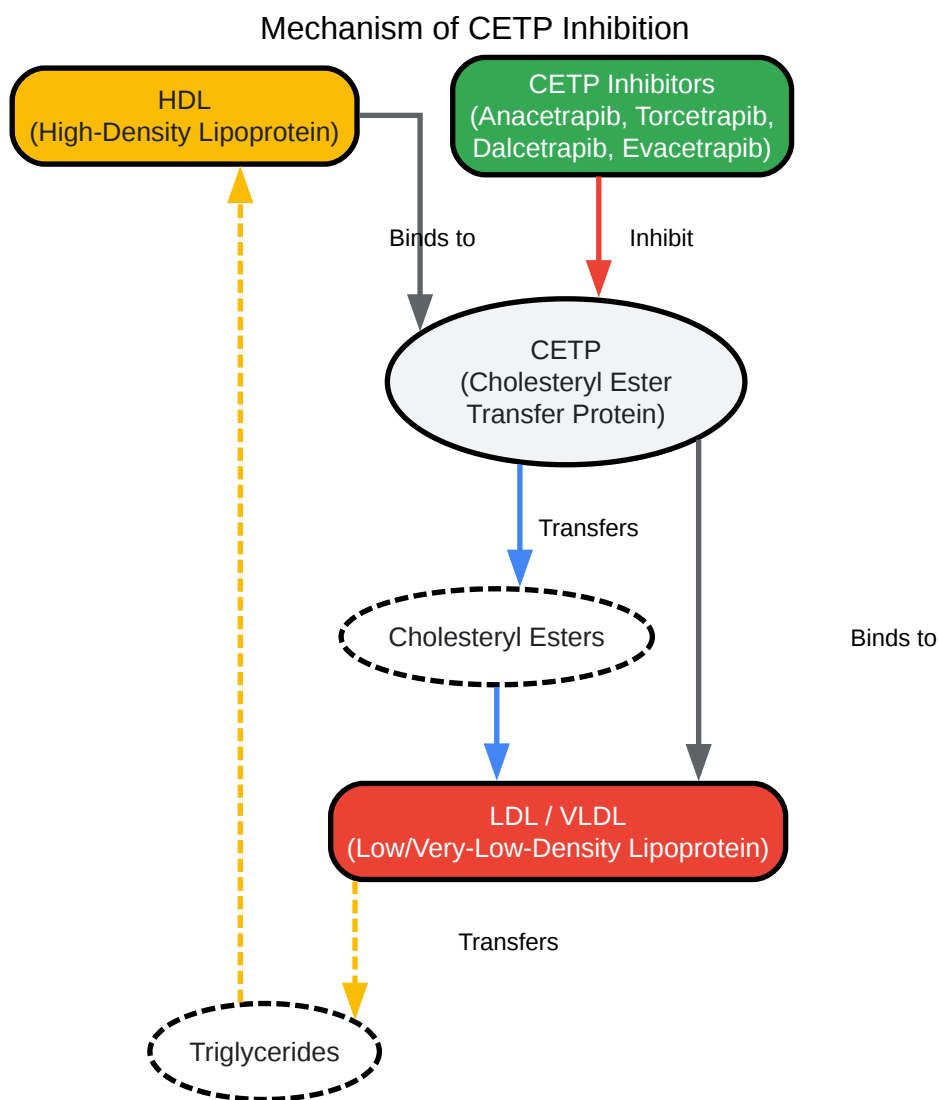 Mechanism of CETP Inhibition
HDL
(High-Density Lipoprotein)
CETP Inhibitors
(Anacetrapib, Torcetrapib,
Dalcetrapib, Evacetrapib)
Binds to
Inhibit
CETP
(Cholesteryl Ester
Transfer Protein)
Transfers
Cholesteryl Esters
Binds to
LDL / VLDL
(Low/Very-Low-Density Lipoprotein)
Transfers
Triglycerides